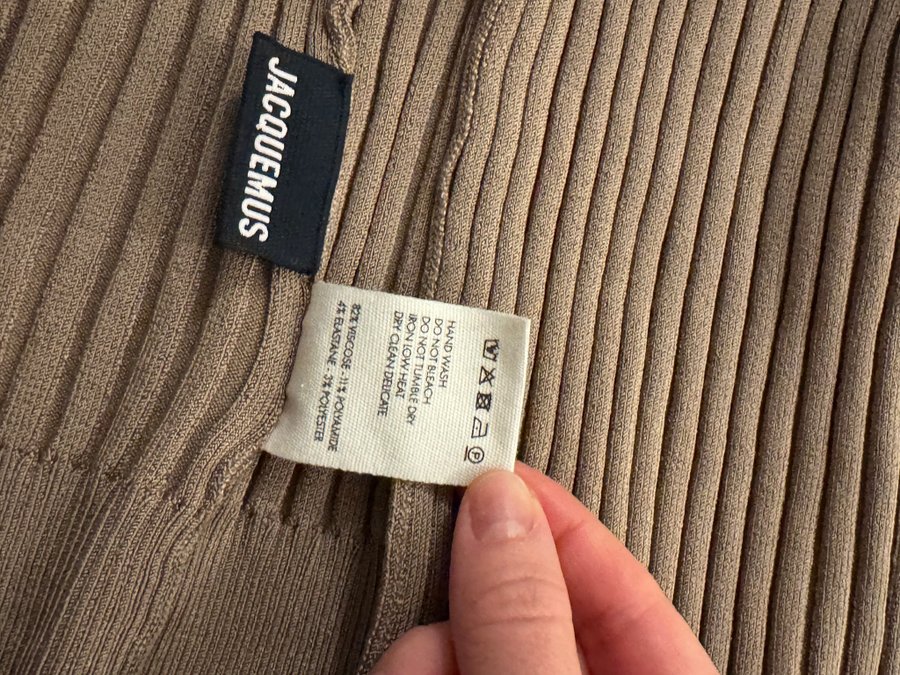 JACQUEMUS
HAND WASH
DO NOT BLEACH
DO NOT TUMBLE DRY
IRON LOW HEAT
DRY CLEAN DELICATE
82% VISCOSE - 11% POLYAMIDE
4% ELASTANE - 3% POLYESTER
P